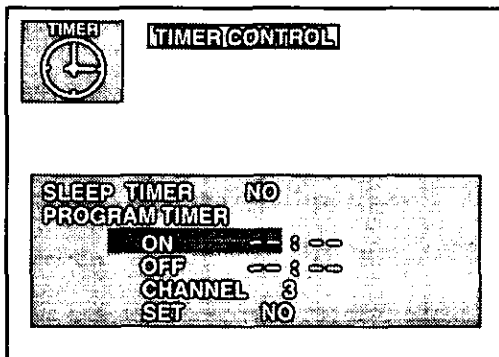 TIMER
TIMER CONTROL
SLEEP TIMER NO
PROGRAM TIMER
ON -- : --
OFF -- : --
CHANNEL 3
SET NO